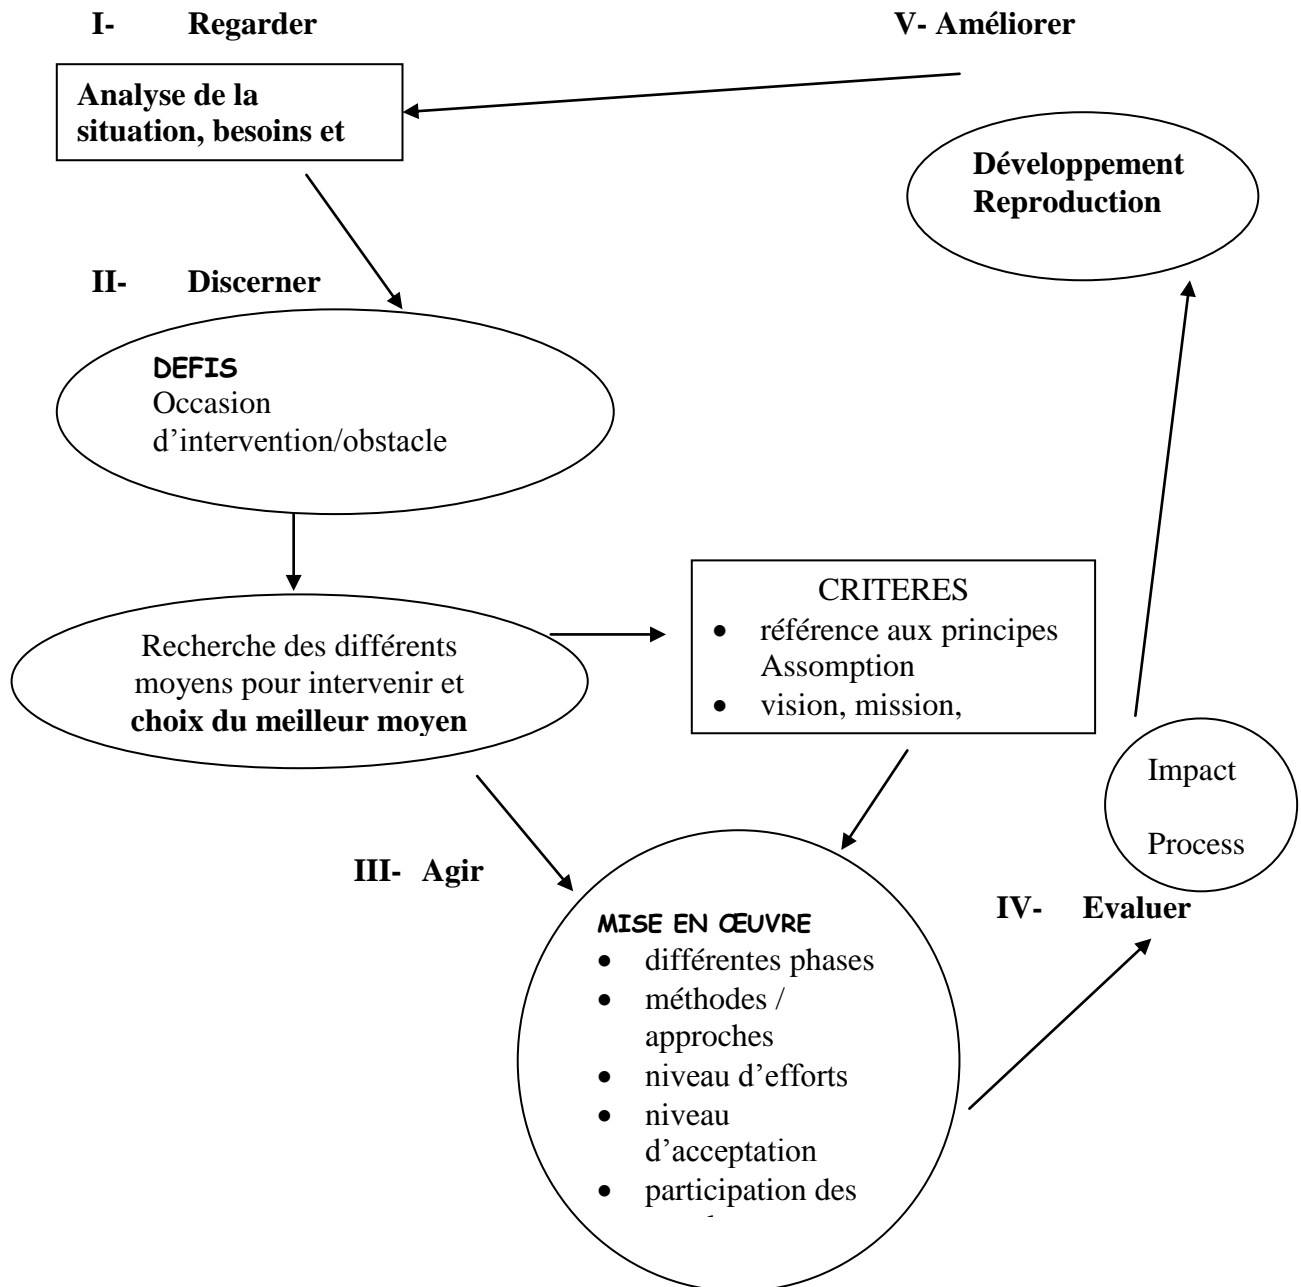 I- Regarder
V- Améliorer
Analyse de la
situation, besoins et
Développement
Reproduction
II- Discerner
DEFIS
Occasion
d’intervention/obstacle
Recherche des différents
moyens pour intervenir et
choix du meilleur moyen
CRITERES
• référence aux principes
Assomption
• vision, mission,
Impact
Process
III- Agir
IV- Evaluer
MISE EN ŒUVRE
• différentes phases
• méthodes /
approches
• niveau d’efforts
• niveau
d’acceptation
• participation des